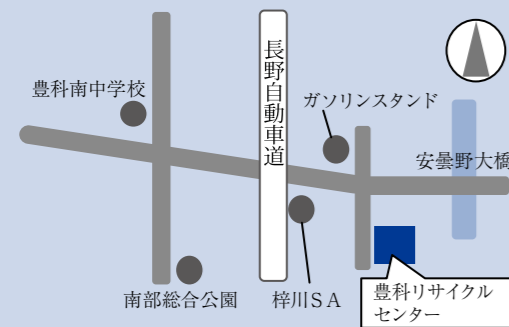 長野自動車道
豊科南中学校
ガソリンスタンド
安曇野大橋
南部総合公園
梓川SA
豊科リサイクル
センター